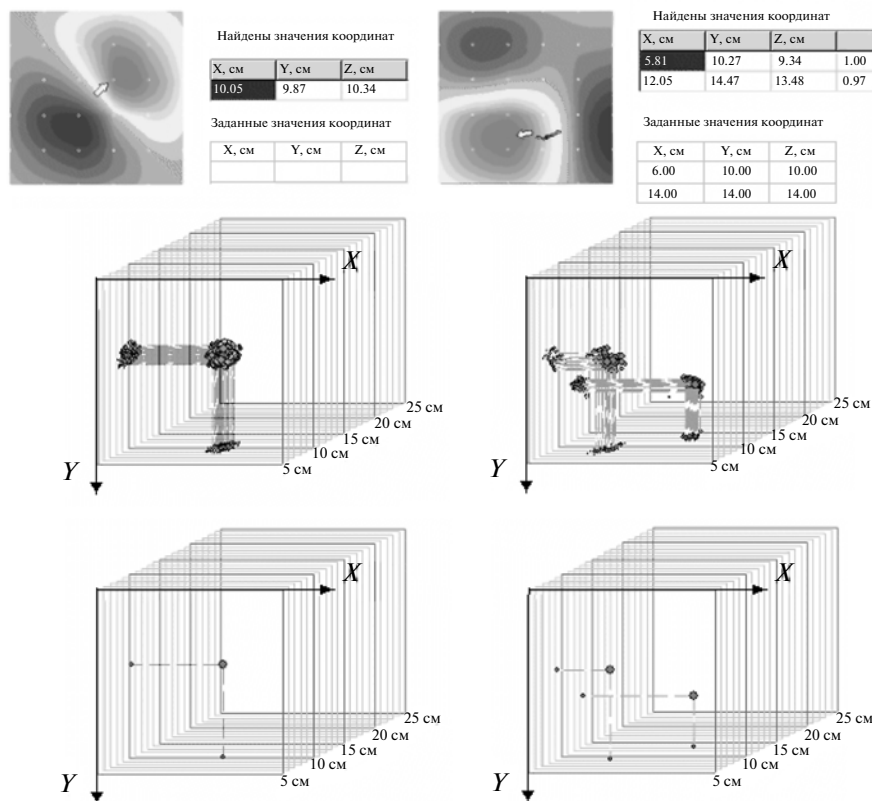 Найдены значения координат
X, см Y, см Z, см
10.05 9.87 10.34
Заданные значения координат
X, см Y, см Z, см
Найдены значения координат
X, см Y, см Z, см
5.81 10.27 9.34 1.00
12.05 14.47 13.48 0.97
Заданные значения координат
X, см Y, см Z, см
6.00 10.00 10.00
14.00 14.00 14.00
X
25 см
20 см
15 см
10 см
5 см
Y
X
25 см
20 см
15 см
10 см
5 см
Y
X
25 см
20 см
15 см
10 см
5 см
Y
X
25 см
20 см
15 см
10 см
5 см
Y